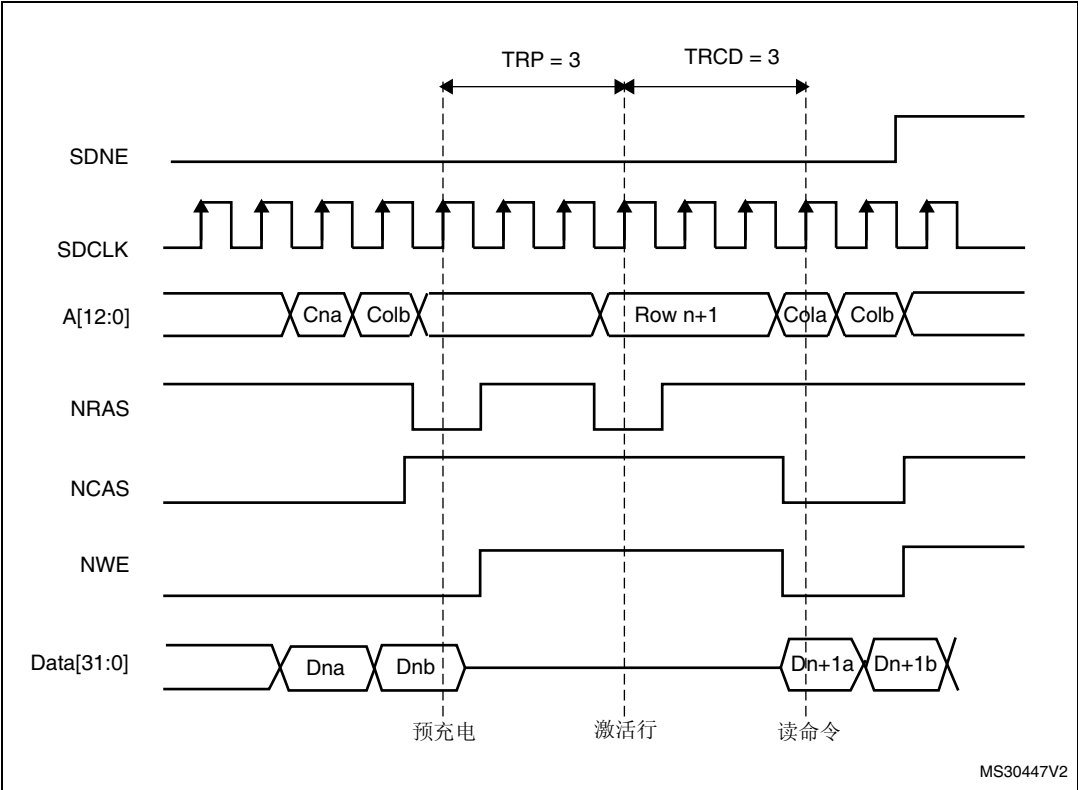 TRP = 3
TRCD = 3
SDNE
SDCLK
A[12:0]
Cna
Colb
Row n+1
Cola
Colb
NRAS
NCAS
NWE
Data[31:0]
Dna
Dnb
Dn+1a
Dn+1b
预充电
激活行
读命令
MS30447V2